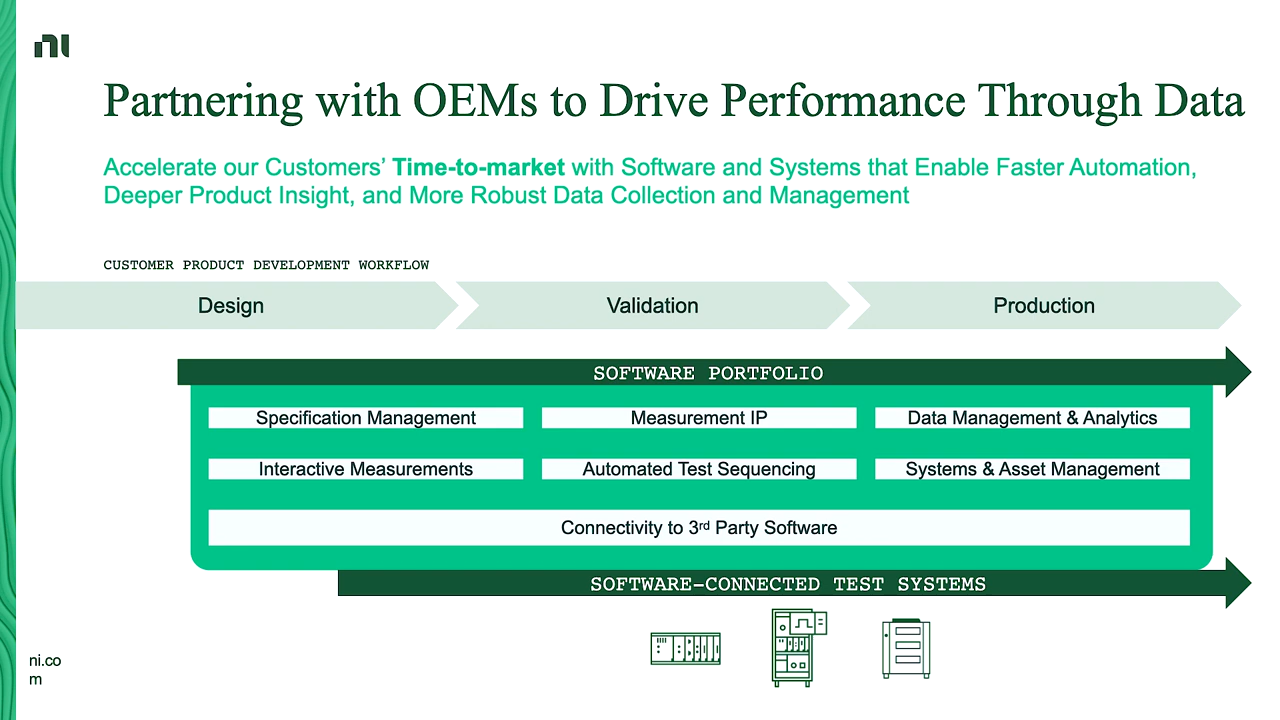 ni
Partnering with OEMs to Drive Performance Through Data
Accelerate our Customers’ Time-to-market with Software and Systems that Enable Faster Automation,
Deeper Product Insight, and More Robust Data Collection and Management
CUSTOMER PRODUCT DEVELOPMENT WORKFLOW
Design
Validation
Production
SOFTWARE PORTFOLIO
Specification Management
Measurement IP
Data Management & Analytics
Interactive Measurements
Automated Test Sequencing
Systems & Asset Management
Connectivity to 3rd Party Software
SOFTWARE-CONNECTED TEST SYSTEMS
ni.co
m